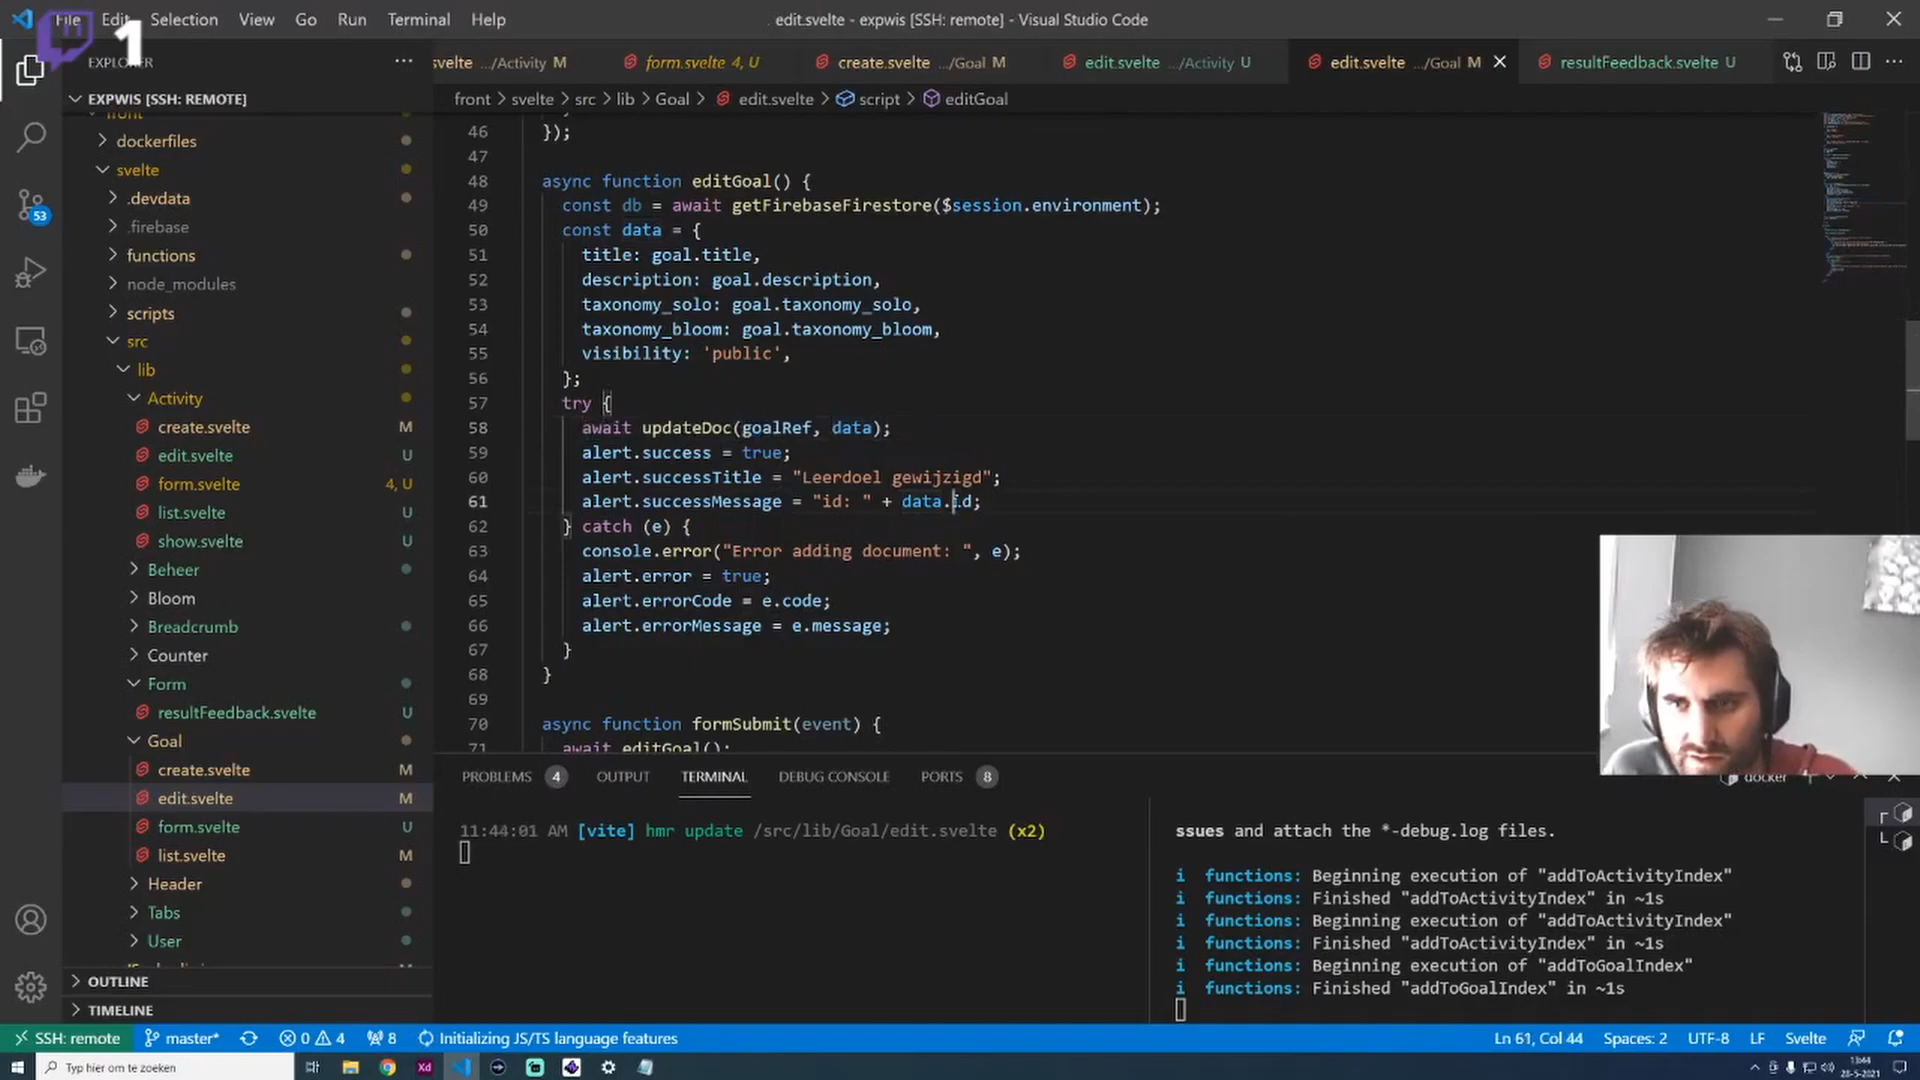 File Edit Selection View Go Run Terminal Help
edit.svelte - expwis [SSH: remote] - Visual Studio Code
1
EXPLORER
svelte .../Activity M
form.svelte 4, U
create.svelte .../Goal M
edit.svelte .../Activity U
edit.svelte .../Goal M
resultFeedback.svelte U
EXPWIS [SSH: REMOTE]
front > svelte > src > lib > Goal > edit.svelte > script > editGoal
front
dockerfiles
svelte
.devdata
.firebase
functions
node_modules
scripts
src
lib
Activity
create.svelte M
edit.svelte U
form.svelte 4, U
list.svelte U
show.svelte U
Beheer
Bloom
Breadcrumb
Counter
Form
resultFeedback.svelte U
Goal
create.svelte M
edit.svelte M
form.svelte U
list.svelte M
Header
Tabs
User
OUTLINE
TIMELINE
53
46 });
47
48 async function editGoal() {
49 const db = await getFirebaseFirestore($session.environment);
50 const data = {
51 title: goal.title,
52 description: goal.description,
53 taxonomy_solo: goal.taxonomy_solo,
54 taxonomy_bloom: goal.taxonomy_bloom,
55 visibility: 'public',
56 };
57 try {
58 await updateDoc(goalRef, data);
59 alert.success = true;
60 alert.successTitle = "Leerdoel gewijzigd";
61 alert.successMessage = "id: " + data.id;
62 } catch (e) {
63 console.error("Error adding document: ", e);
64 alert.error = true;
65 alert.errorCode = e.code;
66 alert.errorMessage = e.message;
67 }
68 }
69
70 async function formSubmit(event) {
71 await editGoal();
PROBLEMS 4 OUTPUT TERMINAL DEBUG CONSOLE PORTS 8
docker
11:44:01 AM [vite] hmr update /src/lib/Goal/edit.svelte (x2)
ssues and attach the *-debug.log files.
i functions: Beginning execution of "addToActivityIndex"
i functions: Finished "addToActivityIndex" in ~1s
i functions: Beginning execution of "addToActivityIndex"
i functions: Finished "addToActivityIndex" in ~1s
i functions: Beginning execution of "addToGoalIndex"
i functions: Finished "addToGoalIndex" in ~1s
SSH: remote master* 0 4 8 Initializing JS/TS language features
Ln 61, Col 44 Spaces: 2 UTF-8 LF Svelte
Typ hier om te zoeken
13:44
28-5-2021